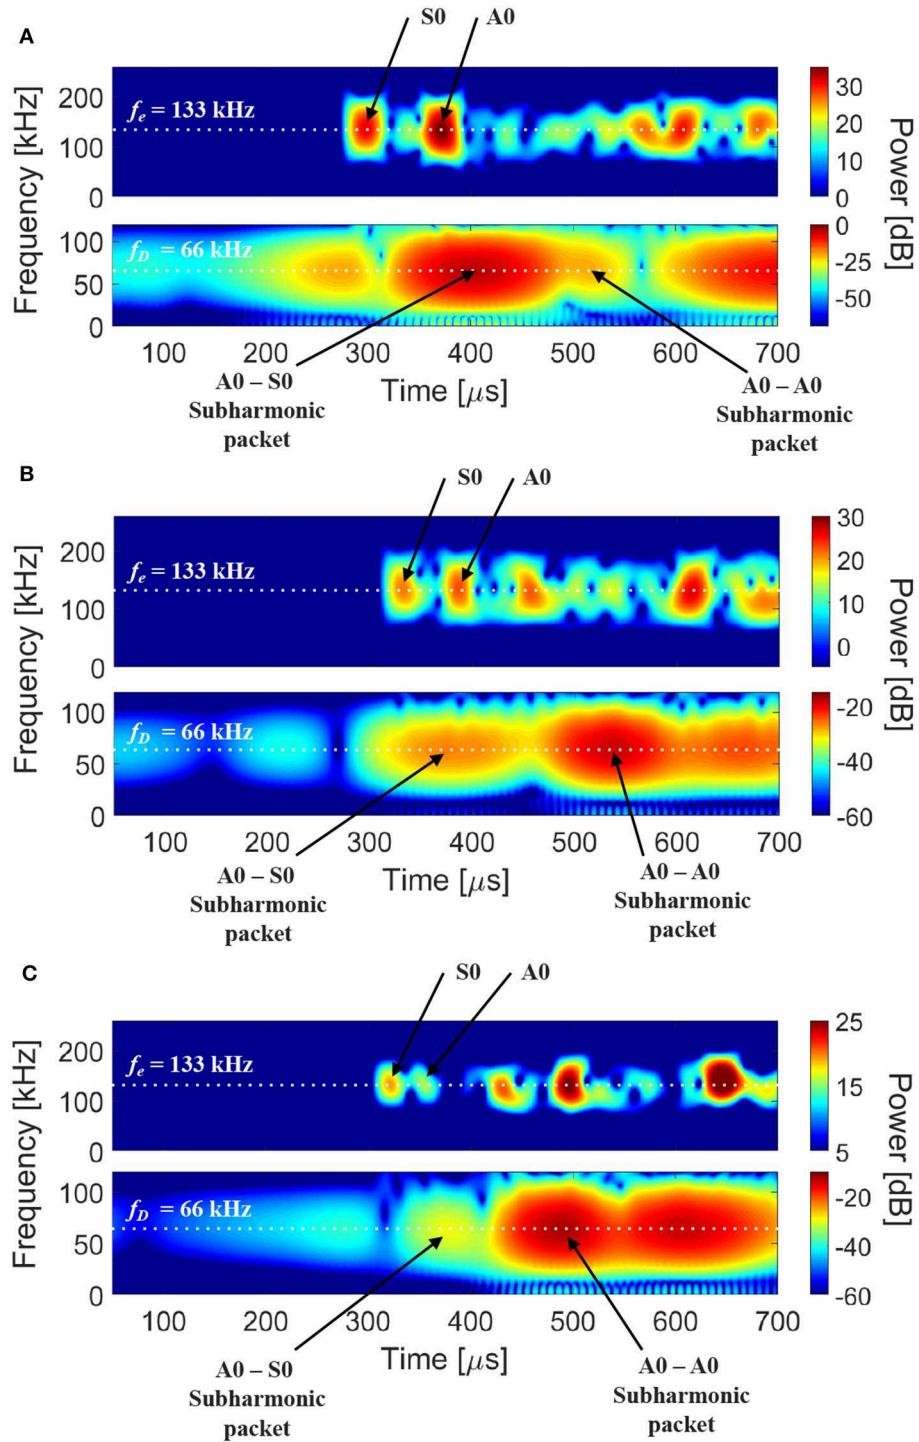 A
S0 A0
Frequency [kHz]
200
100
0
fe = 133 kHz
30
20
10
0
Power [dB]
100
50
0
fD = 66 kHz
0
-25
-50
100 200 300 400 500 600 700
Time [μs]
A0 – S0
Subharmonic
packet
A0 – A0
Subharmonic
packet
B
S0 A0
Frequency [kHz]
200
100
0
fe = 133 kHz
30
20
10
0
Power [dB]
100
50
0
fD = 66 kHz
-20
-40
-60
100 200 300 400 500 600 700
Time [μs]
A0 – S0
Subharmonic
packet
A0 – A0
Subharmonic
packet
C
S0 A0
Frequency [kHz]
200
100
0
fe = 133 kHz
25
15
5
Power [dB]
100
50
0
fD = 66 kHz
-20
-40
-60
100 200 300 400 500 600 700
Time [μs]
A0 – S0
Subharmonic
packet
A0 – A0
Subharmonic
packet